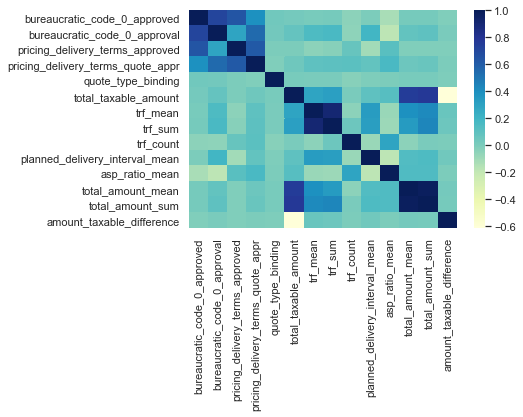 bureaucratic_code_0_approved
bureaucratic_code_0_approval
pricing_delivery_terms_approved
pricing_delivery_terms_quote_appr
quote_type_binding
total_taxable_amount
trf_mean
trf_sum
trf_count
planned_delivery_interval_mean
asp_ratio_mean
total_amount_mean
total_amount_sum
amount_taxable_difference
1.0
0.8
0.6
0.4
0.2
0.0
−0.2
−0.4
−0.6
bureaucratic_code_0_approved
bureaucratic_code_0_approval
pricing_delivery_terms_approved
pricing_delivery_terms_quote_appr
quote_type_binding
total_taxable_amount
trf_mean
trf_sum
trf_count
planned_delivery_interval_mean
asp_ratio_mean
total_amount_mean
total_amount_sum
amount_taxable_difference